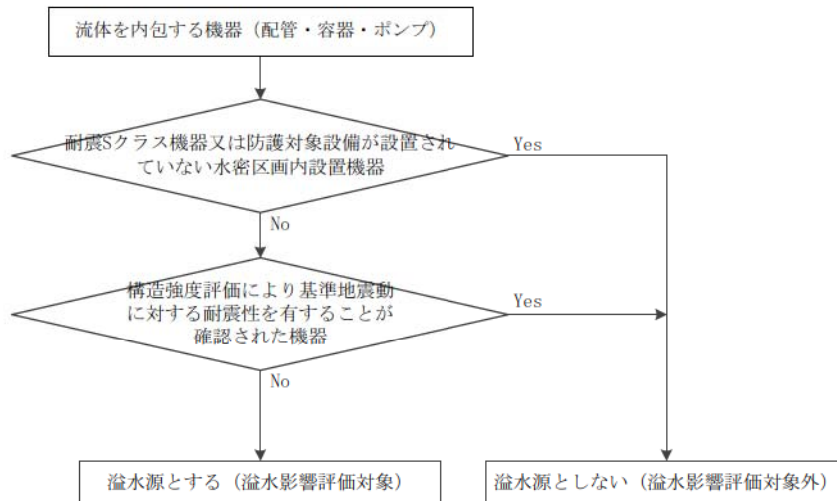 流体を内包する機器（配管・容器・ポンプ）
耐震Sクラス機器又は防護対象設備が設置され
ていない水密区画内設置機器
Yes
No
構造強度評価により基準地震動
に対する耐震性を有することが
確認された機器
Yes
No
溢水源とする（溢水影響評価対象）
溢水源としない（溢水影響評価対象外）